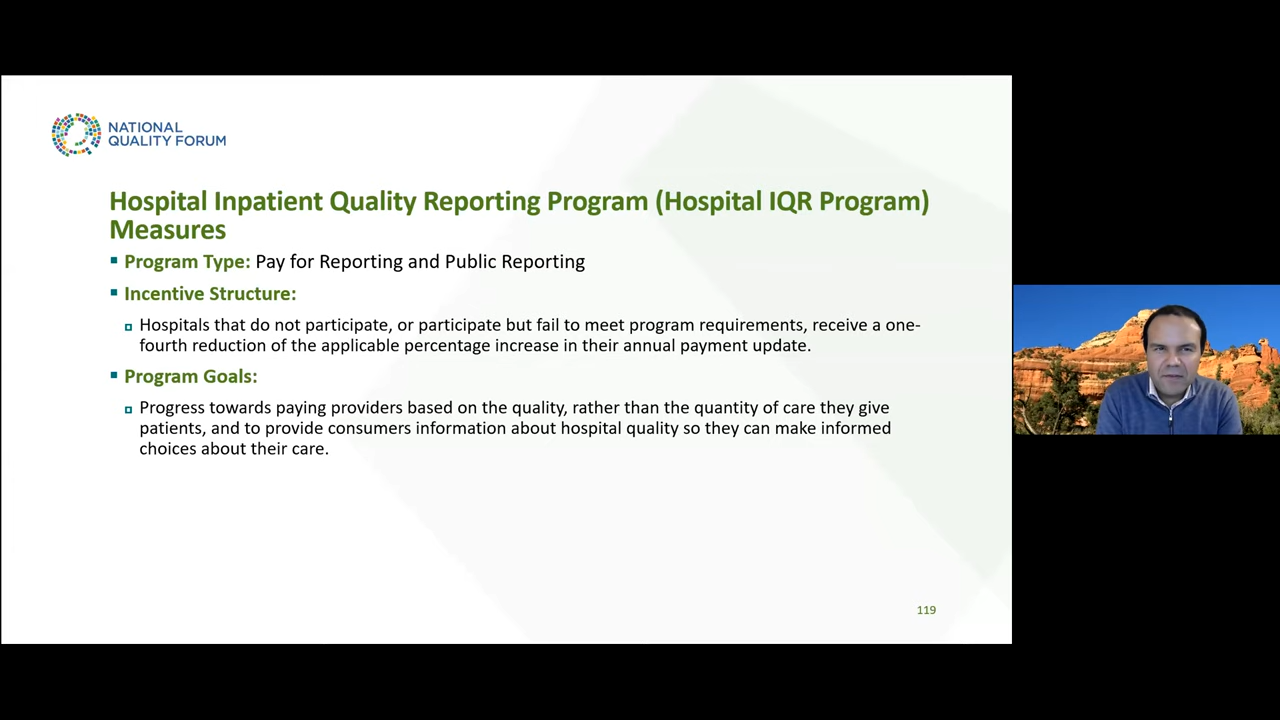 NATIONAL
QUALITY FORUM
Hospital Inpatient Quality Reporting Program (Hospital IQR Program)
Measures
Program Type: Pay for Reporting and Public Reporting
Incentive Structure:
Hospitals that do not participate, or participate but fail to meet program requirements, receive a one-
fourth reduction of the applicable percentage increase in their annual payment update.
Program Goals:
Progress towards paying providers based on the quality, rather than the quantity of care they give
patients, and to provide consumers information about hospital quality so they can make informed
choices about their care.
119